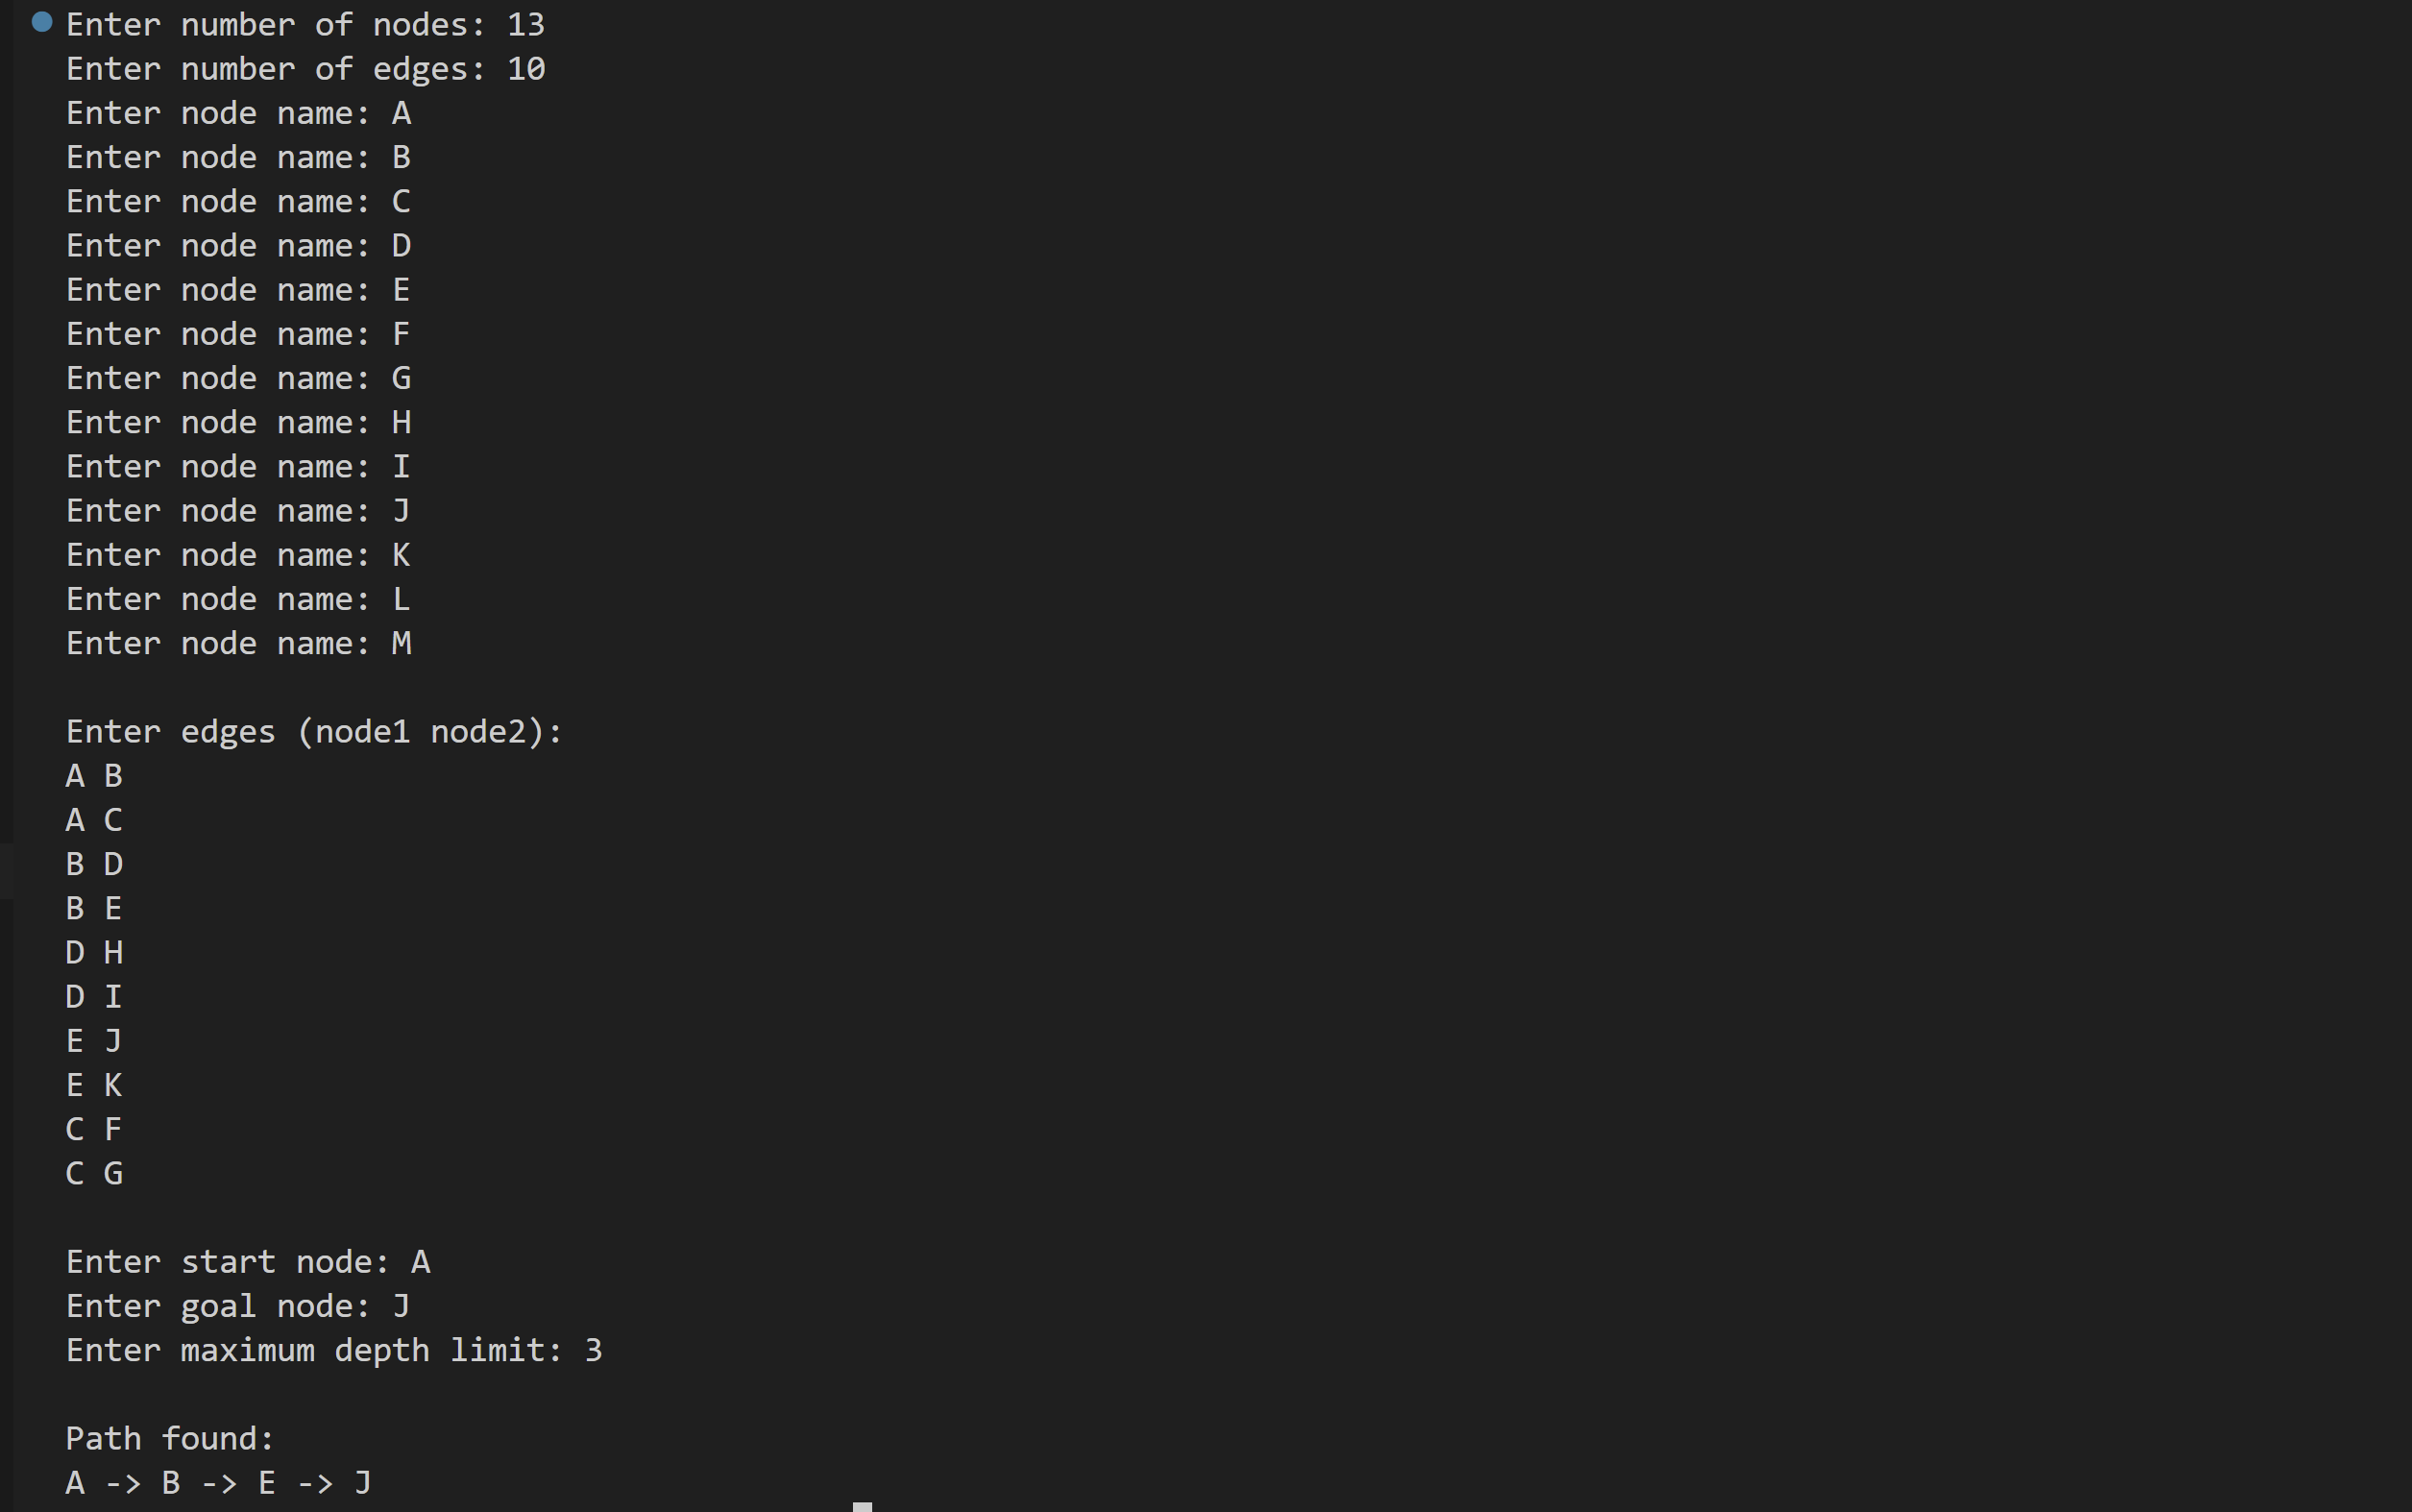 Enter number of nodes: 13
Enter number of edges: 10
Enter node name: A
Enter node name: B
Enter node name: C
Enter node name: D
Enter node name: E
Enter node name: F
Enter node name: G
Enter node name: H
Enter node name: I
Enter node name: J
Enter node name: K
Enter node name: L
Enter node name: M
Enter edges (node1 node2):
A B
A C
B D
B E
D H
D I
E J
E K
C F
C G
Enter start node: A
Enter goal node: J
Enter maximum depth limit: 3
Path found:
A -> B -> E -> J